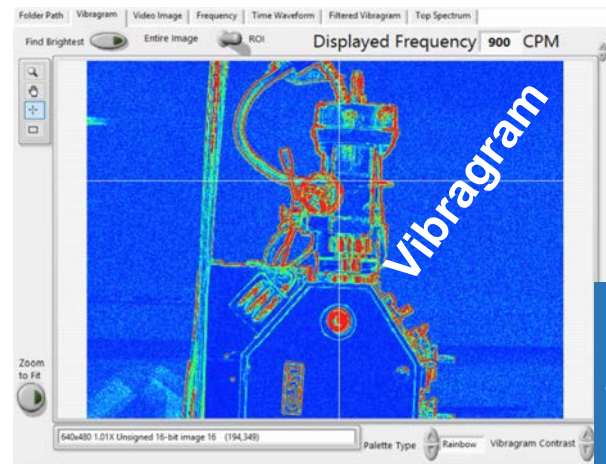 Folder Path Vibragram Video Image Frequency Time Waveform Filtered Vibragram Top Spectrum
Find Brightest Entire Image ROI Displayed Frequency 900 CPM
Vibragram
Zoom
to Fit
640x480 1.01X Unsigned 16-bit image 16 (194,349)
Palette Type Rainbow Vibragram Contrast